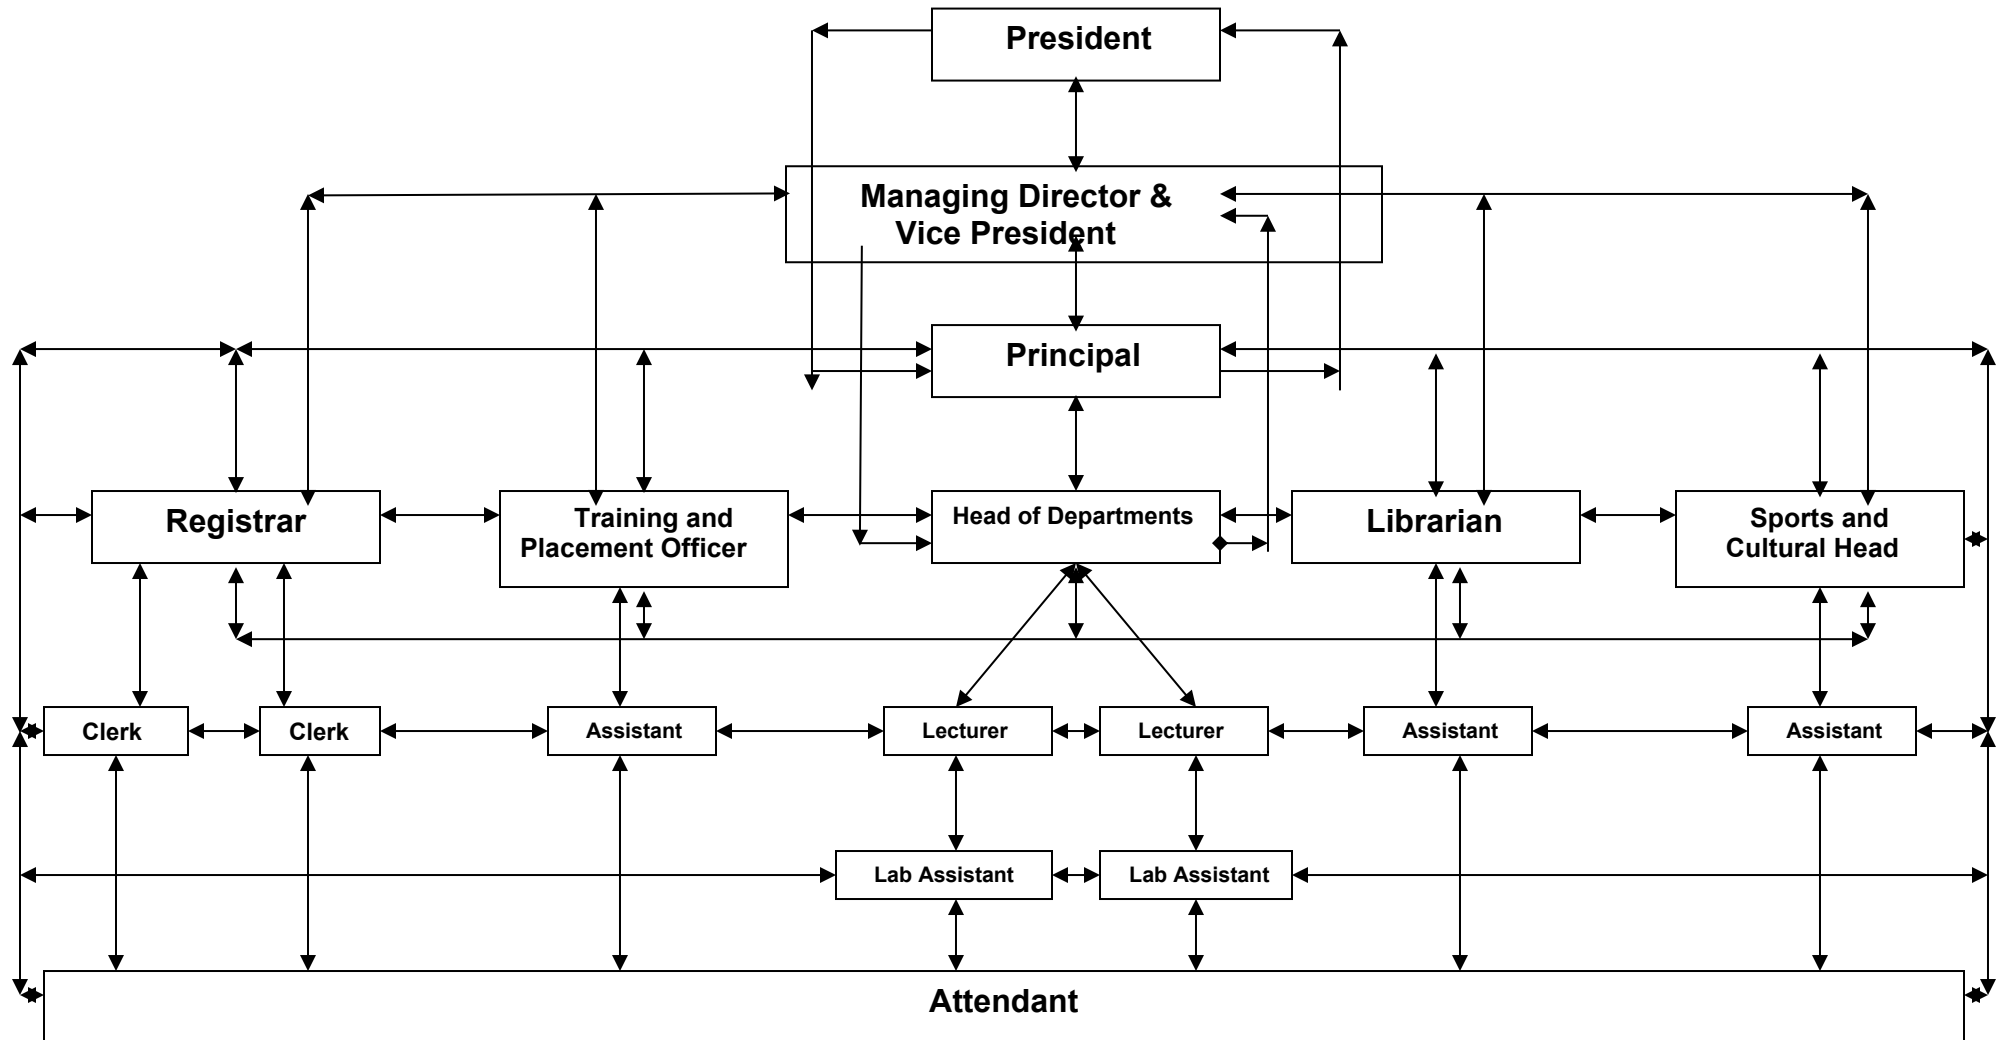 President
Managing Director &
Vice President
Principal
Registrar
Training and
Placement Officer
Head of Departments
Librarian
Sports and
Cultural Head
Clerk
Clerk
Assistant
Lecturer
Lecturer
Assistant
Assistant
Lab Assistant
Lab Assistant
Attendant